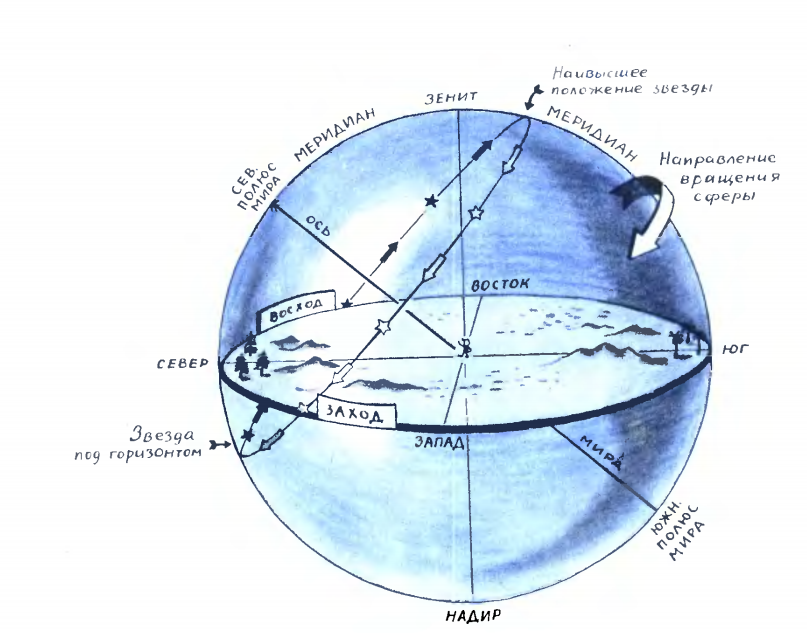 Наивысшее
положение звезды
ЗЕНИТ
МЕРИДИАН
МЕРИДИАН
Направление
вращения
сферы
СЕВ.
ПОЛЮС
МИРА
ОСЬ
ВОСТОК
ВОСХОД
СЕВЕР
ЮГ
ЗАХОД
Звезда
под горизонтом
ЗАПАД
МИРА
ЮЖН.
ПОЛЮС
МИРА
НАДИР